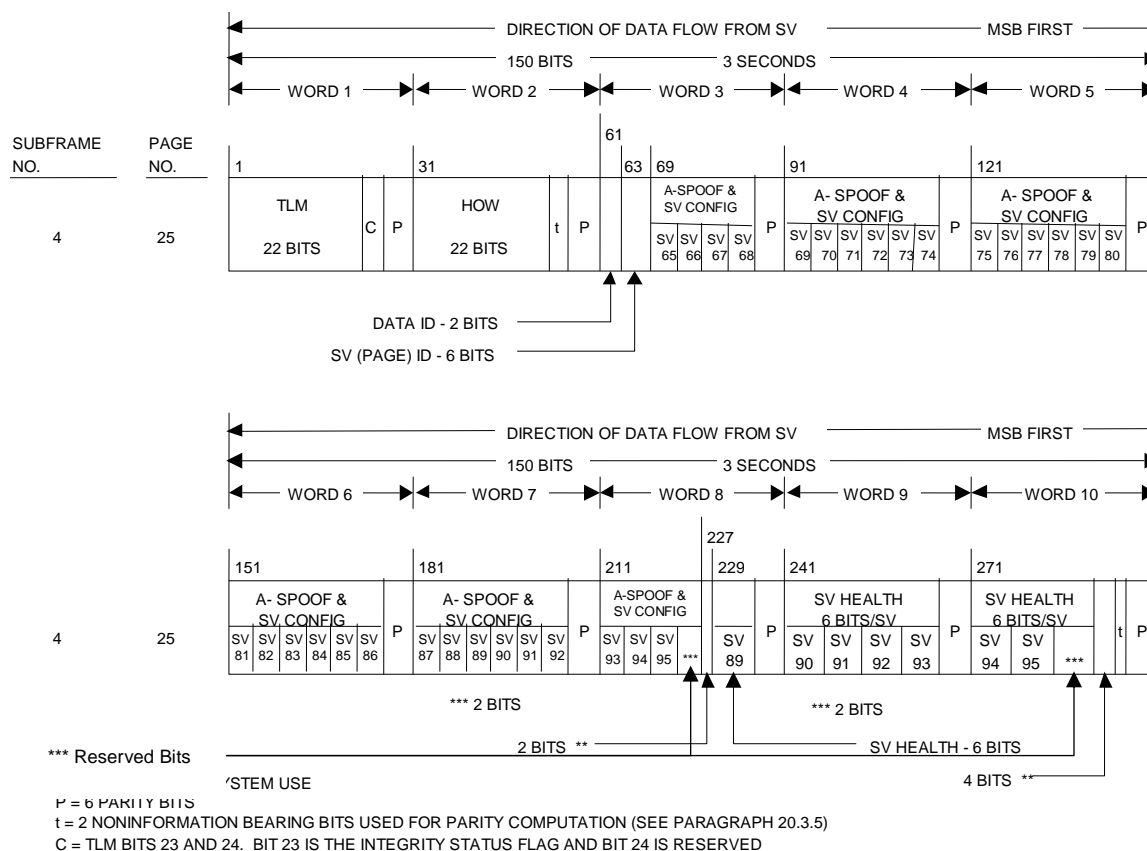 DIRECTION OF DATA FLOW FROM SV MSB FIRST
150 BITS 3 SECONDS
WORD 1 WORD 2 WORD 3 WORD 4 WORD 5
SUBFRAME NO. PAGE NO.
61
1 31 63 69 91 121
4 25
TLM 22 BITS C P
HOW 22 BITS t P
A-SPOOF & SV CONFIG
SV 65 SV 66 SV 67 SV 68 P
A- SPOOF & SV CONFIG
SV 69 SV 70 SV 71 SV 72 SV 73 SV 74 P
A- SPOOF & SV CONFIG
SV 75 SV 76 SV 77 SV 78 SV 79 SV 80 P
DATA ID - 2 BITS
SV (PAGE) ID - 6 BITS
DIRECTION OF DATA FLOW FROM SV MSB FIRST
150 BITS 3 SECONDS
WORD 6 WORD 7 WORD 8 WORD 9 WORD 10
227
151 181 211 229 241 271
4 25
A- SPOOF & SV CONFIG
SV 81 SV 82 SV 83 SV 84 SV 85 SV 86 P
A- SPOOF & SV CONFIG
SV 87 SV 88 SV 89 SV 90 SV 91 SV 92 P
A-SPOOF & SV CONFIG
SV 93 SV 94 SV 95 ***
SV 89 P
SV HEALTH 6 BITS/SV
SV 90 SV 91 SV 92 SV 93 P
SV HEALTH 6 BITS/SV
SV 94 SV 95 *** t P
*** 2 BITS *** 2 BITS
*** Reserved Bits
2 BITS ** SV HEALTH - 6 BITS
YSTEM USE 4 BITS **
P = 6 PARITY BITS
t = 2 NONINFORMATION BEARING BITS USED FOR PARITY COMPUTATION (SEE PARAGRAPH 20.3.5)
C = TLM BITS 23 AND 24. BIT 23 IS THE INTEGRITY STATUS FLAG AND BIT 24 IS RESERVED